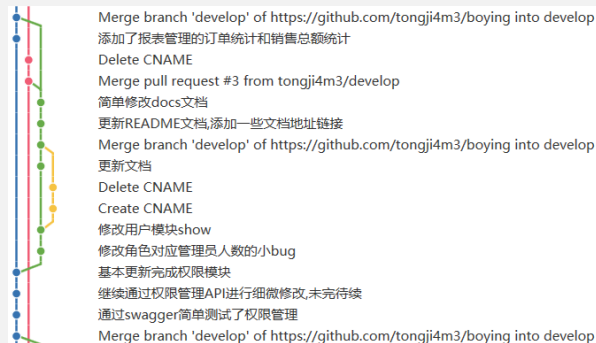 Merge branch 'develop' of https://github.com/tongji4m3/boying into develop
添加了报表管理的订单统计和销售总额统计
Delete CNAME
Merge pull request #3 from tongji4m3/develop
简单修改docs文档
更新README文档,添加一些文档地址链接
Merge branch 'develop' of https://github.com/tongji4m3/boying into develop
更新文档
Delete CNAME
Create CNAME
修改用户模块show
修改角色对应管理员人数的小bug
基本更新完成权限模块
继续通过权限管理API进行细微修改,未完待续
通过swagger简单测试了权限管理
Merge branch 'develop' of https://github.com/tongji4m3/boying into develop